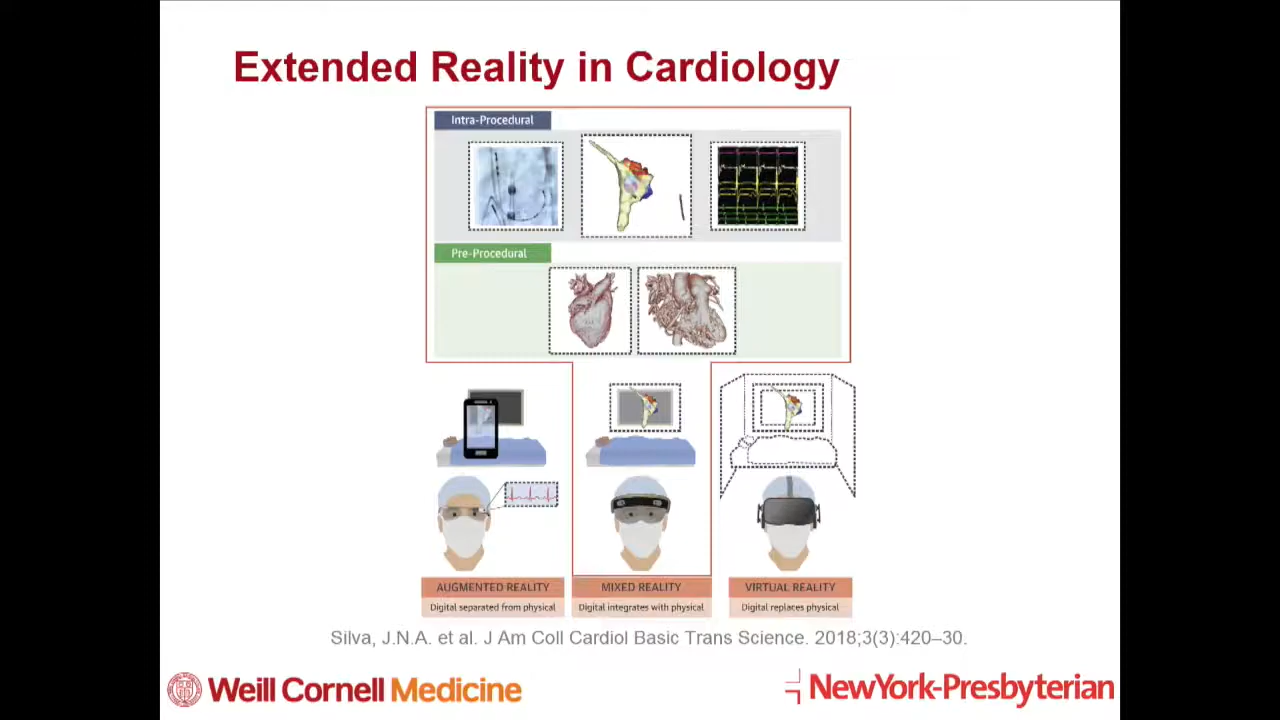 Extended Reality in Cardiology
Intra-Procedural
Pre-Procedural
AUGMENTED REALITY
Digital separated from physical
MIXED REALITY
Digital integrates with physical
VIRTUAL REALITY
Digital replaces physical
Silva, J.N.A. et al. J Am Coll Cardiol Basic Trans Science. 2018;3(3):420–30.
Weill Cornell Medicine
NewYork-Presbyterian